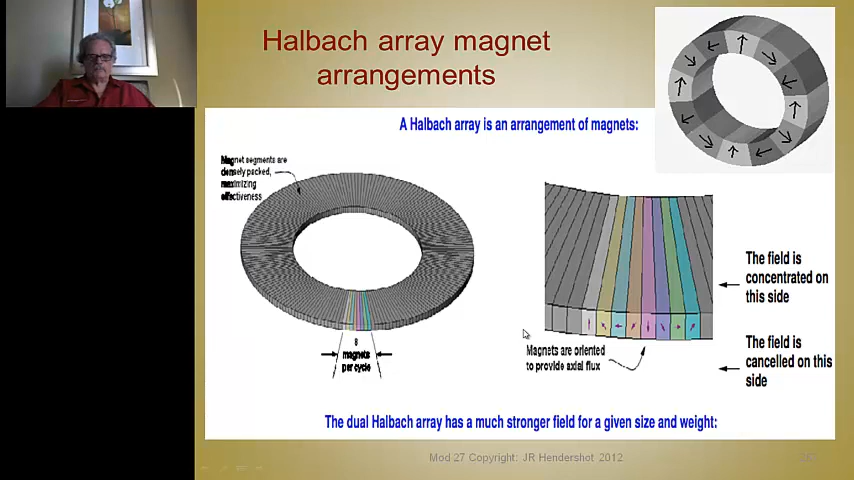 Halbach array magnet
arrangements
A Halbach array is an arrangement of magnets:
Magnet segments are
densely packed,
maximizing
effectiveness
8
magnets
per cycle
The field is
concentrated on
this side
Magnets are oriented
to provide axial flux
The field is
cancelled on this
side
The dual Halbach array has a much stronger field for a given size and weight:
Mod 27 Copyright: JR Hendershot 2012